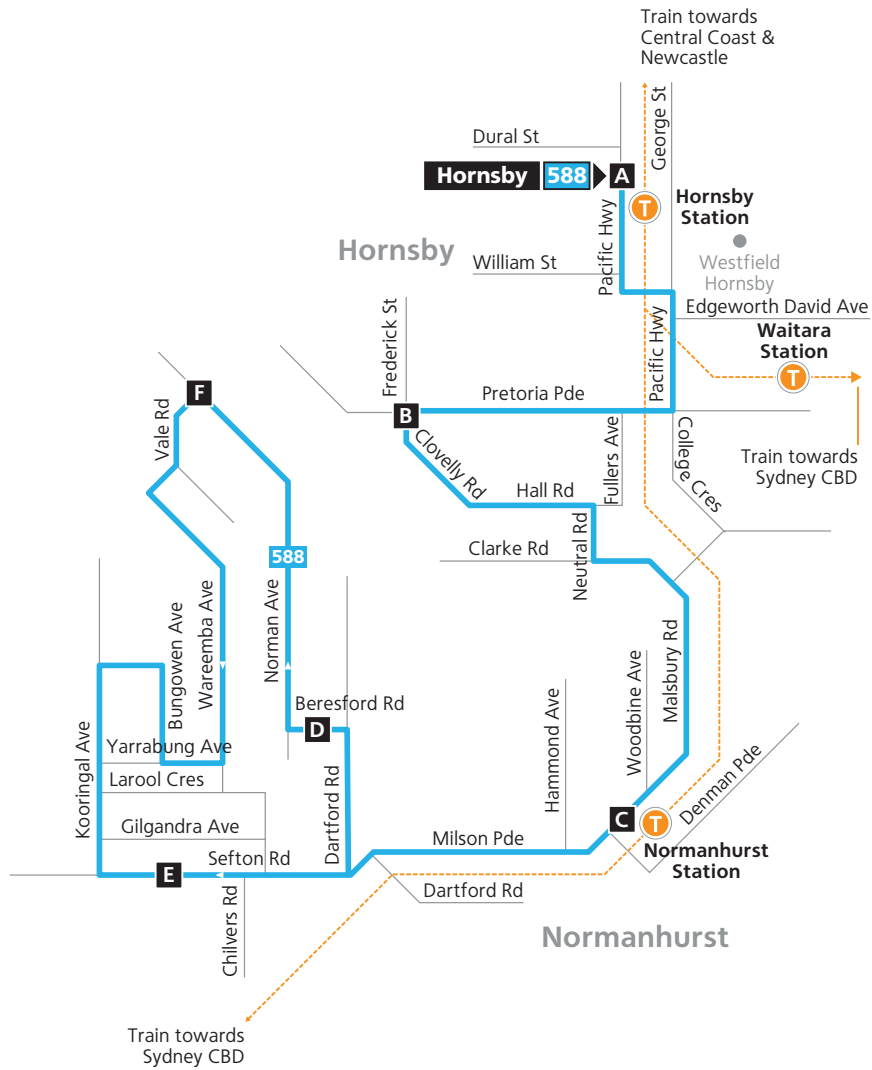 Train towards
Central Coast &
Newcastle
George St
Dural St
Hornsby 588
A
T
Hornsby
Station
Pacific Hwy
Hornsby
Westfield
Hornsby
William St
Edgeworth David Ave
Frederick St
Pacific Hwy
Waitara
Station
T
F
Vale Rd
Pretoria Pde
B
Clovelly Rd
Fullers Ave
College Cres
Train towards
Sydney CBD
Hall Rd
Neutral Rd
Clarke Rd
588
Bungowen Ave
Wareemba Ave
Norman Ave
Malsbury Rd
Woodbine Ave
Hammond Ave
Beresford Rd
D
Kooringal Ave
Yarrabung Ave
Larool Cres
Dartford Rd
Denman Pde
Gilgandra Ave
C
T
Milson Pde
Normanhurst
Station
Sefton Rd
E
Dartford Rd
Chilvers Rd
Normanhurst
Train towards
Sydney CBD